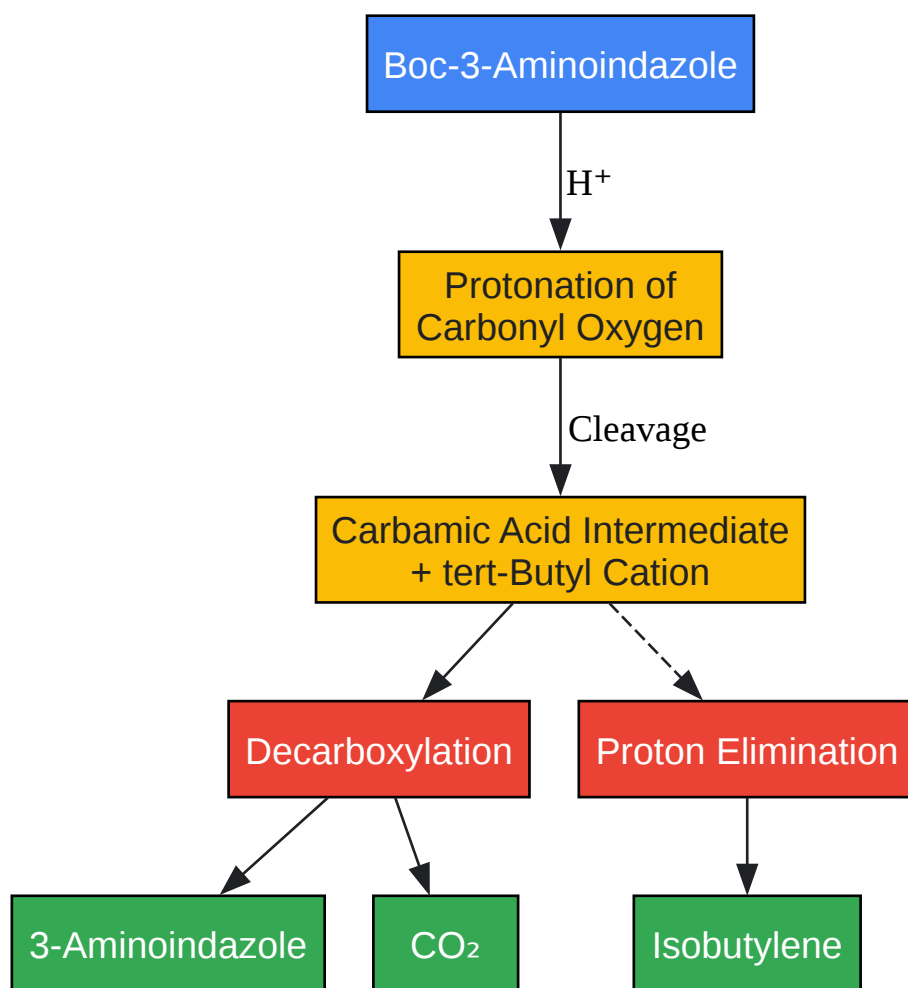 Boc-3-Aminoindazole
H⁺
Protonation of
Carbonyl Oxygen
Cleavage
Carbamic Acid Intermediate
+ tert-Butyl Cation
Decarboxylation
Proton Elimination
3-Aminoindazole
CO₂
Isobutylene